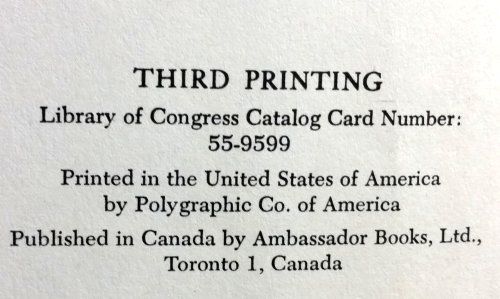 THIRD PRINTING
Library of Congress Catalog Card Number:
55-9599
Printed in the United States of America
by Polygraphic Co. of America
Published in Canada by Ambassador Books, Ltd.,
Toronto 1, Canada